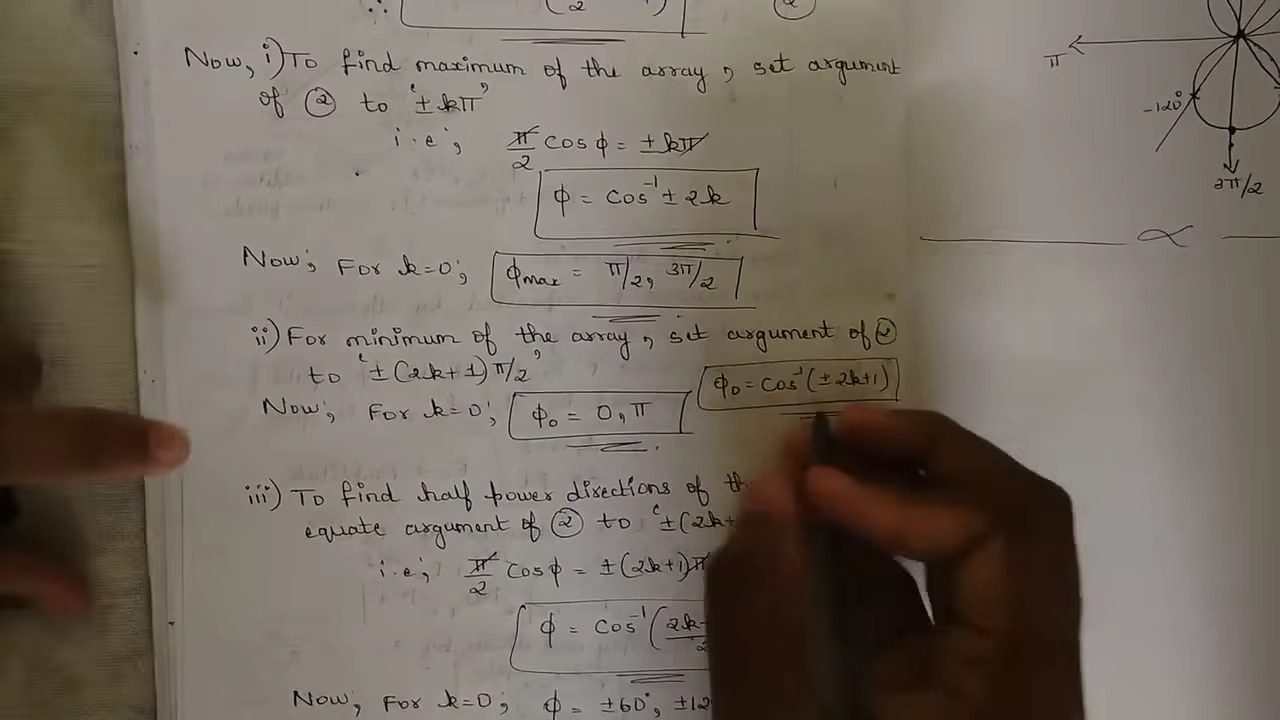 ∴ (   2   ) ②
Now, i) To find maximum of the array, set argument
of ② to '±kπ'
i.e; π/2 cosφ = ±kπ
φ = cos⁻¹ ± 2k
Now; For k=0; φmax = π/2, 3π/2
ii) For minimum of the array, set argument of ②
to '±(2k+1)π/2'
φ₀ = cos⁻¹(±2k+1)
Now; For k=0; φ₀ = 0, π
iii) To find half power directions of
equate argument of ② to '±(2k+
i.e; π/2 cosφ = ±(2k+1)π
φ = cos⁻¹(2k
Now; For k=0; φ = ±60°, ±12
π
-120°
3π/2